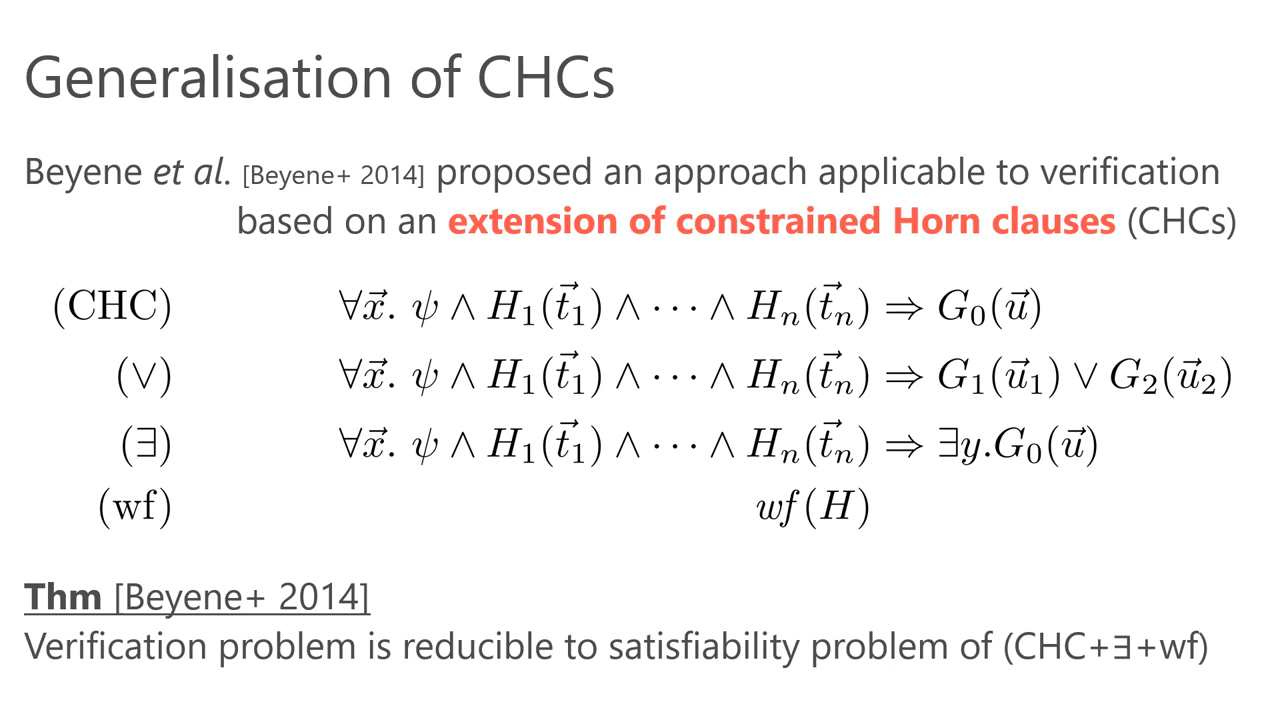 Generalisation of CHCs
Beyene et al. [Beyene+ 2014] proposed an approach applicable to verification
based on an extension of constrained Horn clauses (CHCs)
(CHC) ∀x⃗. ψ ∧ H₁(t⃗₁) ∧ ⋯ ∧ Hₙ(t⃗ₙ) ⇒ G₀(u⃗)
(∨) ∀x⃗. ψ ∧ H₁(t⃗₁) ∧ ⋯ ∧ Hₙ(t⃗ₙ) ⇒ G₁(u⃗₁) ∨ G₂(u⃗₂)
(∃) ∀x⃗. ψ ∧ H₁(t⃗₁) ∧ ⋯ ∧ Hₙ(t⃗ₙ) ⇒ ∃y.G₀(u⃗)
(wf) wf(H)
Thm [Beyene+ 2014]
Verification problem is reducible to satisfiability problem of (CHC+∃+wf)